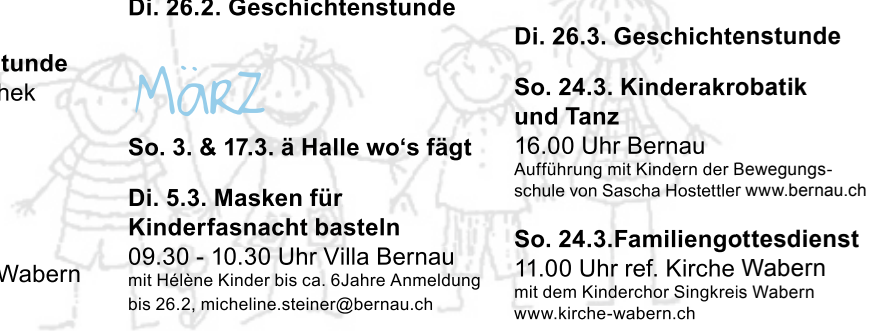 tunde
hek
Wabern
Di. 26.2. Geschichtenstunde
März
So. 3. & 17.3. ä Halle wo‘s fägt
Di. 5.3. Masken für
Kinderfasnacht basteln
09.30 - 10.30 Uhr Villa Bernau
mit Hélène Kinder bis ca. 6Jahre Anmeldung
bis 26.2, micheline.steiner@bernau.ch
Di. 26.3. Geschichtenstunde
So. 24.3. Kinderakrobatik
und Tanz
16.00 Uhr Bernau
Aufführung mit Kindern der Bewegungs-
schule von Sascha Hostettler www.bernau.ch
So. 24.3.Familiengottesdienst
11.00 Uhr ref. Kirche Wabern
mit dem Kinderchor Singkreis Wabern
www.kirche-wabern.ch